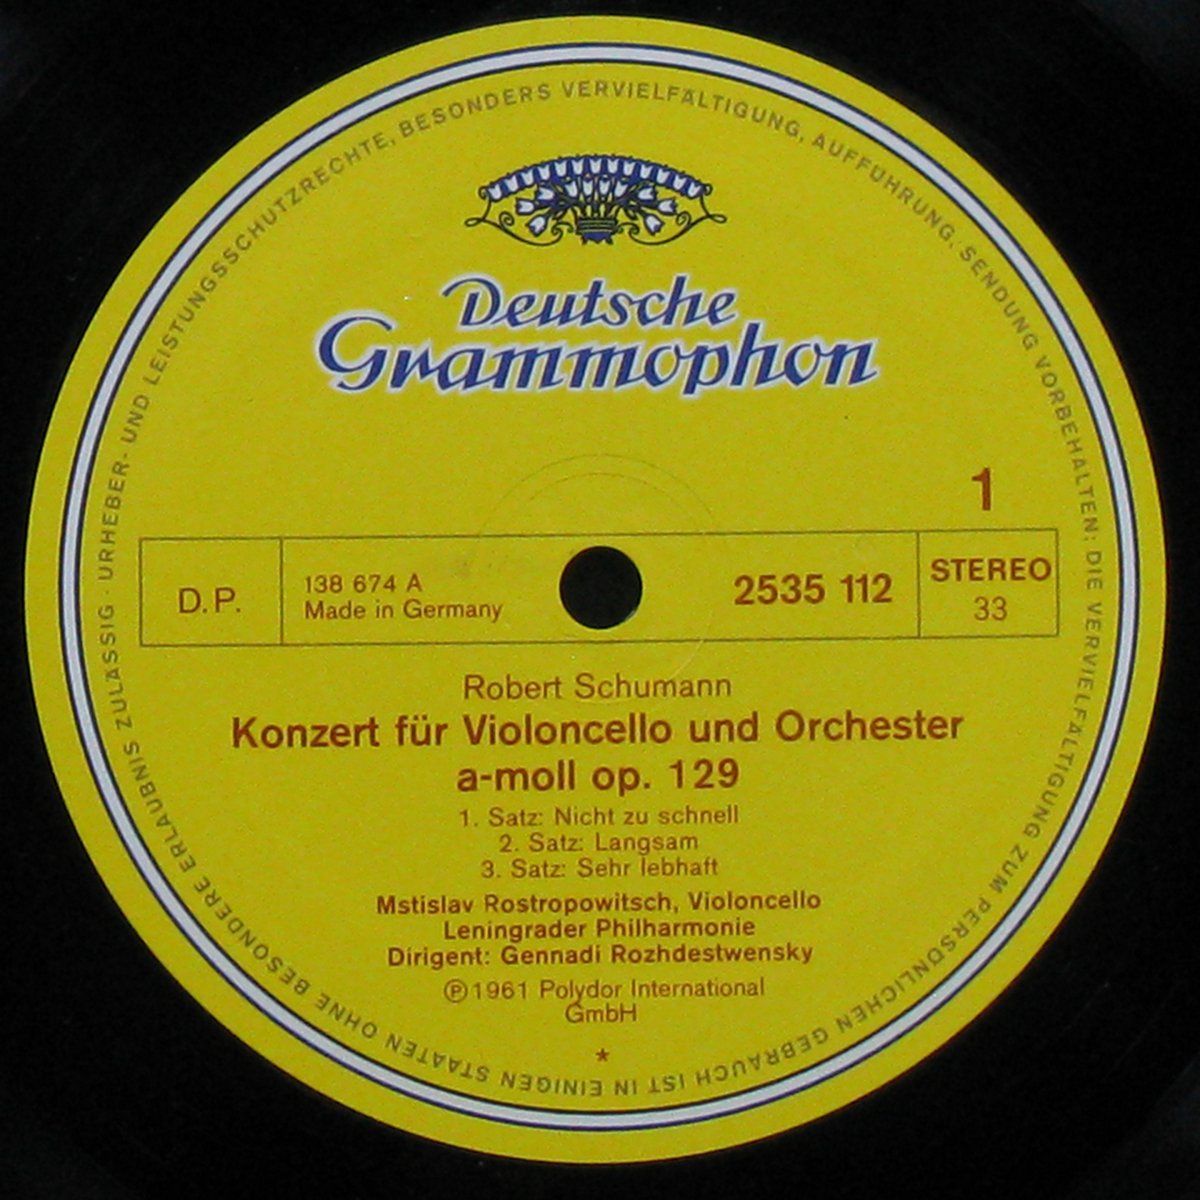 Deutsche
Grammophon
1
D.P.
138 674 A
Made in Germany
2535 112
STEREO
33
Robert Schumann
Konzert für Violoncello und Orchester
a-moll op. 129
1. Satz: Nicht zu schnell
2. Satz: Langsam
3. Satz: Sehr lebhaft
Mstislav Rostropowitsch, Violoncello
Leningrader Philharmonie
Dirigent: Gennadi Rozhdestwensky
℗ 1961 Polydor International
GmbH
*
URHEBER- UND LEISTUNGSSCHUTZRECHTE, BESONDERS VERVIELFÄLTIGUNG, AUFFÜHRUNG, SENDUNG VORBEHALTEN; DIE VERVIELFÄLTIGUNG ZUM PERSÖNLICHEN GEBRAUCH IST IN EINIGEN STAATEN OHNE BESONDERE ERLAUBNIS ZULÄSSIG ·